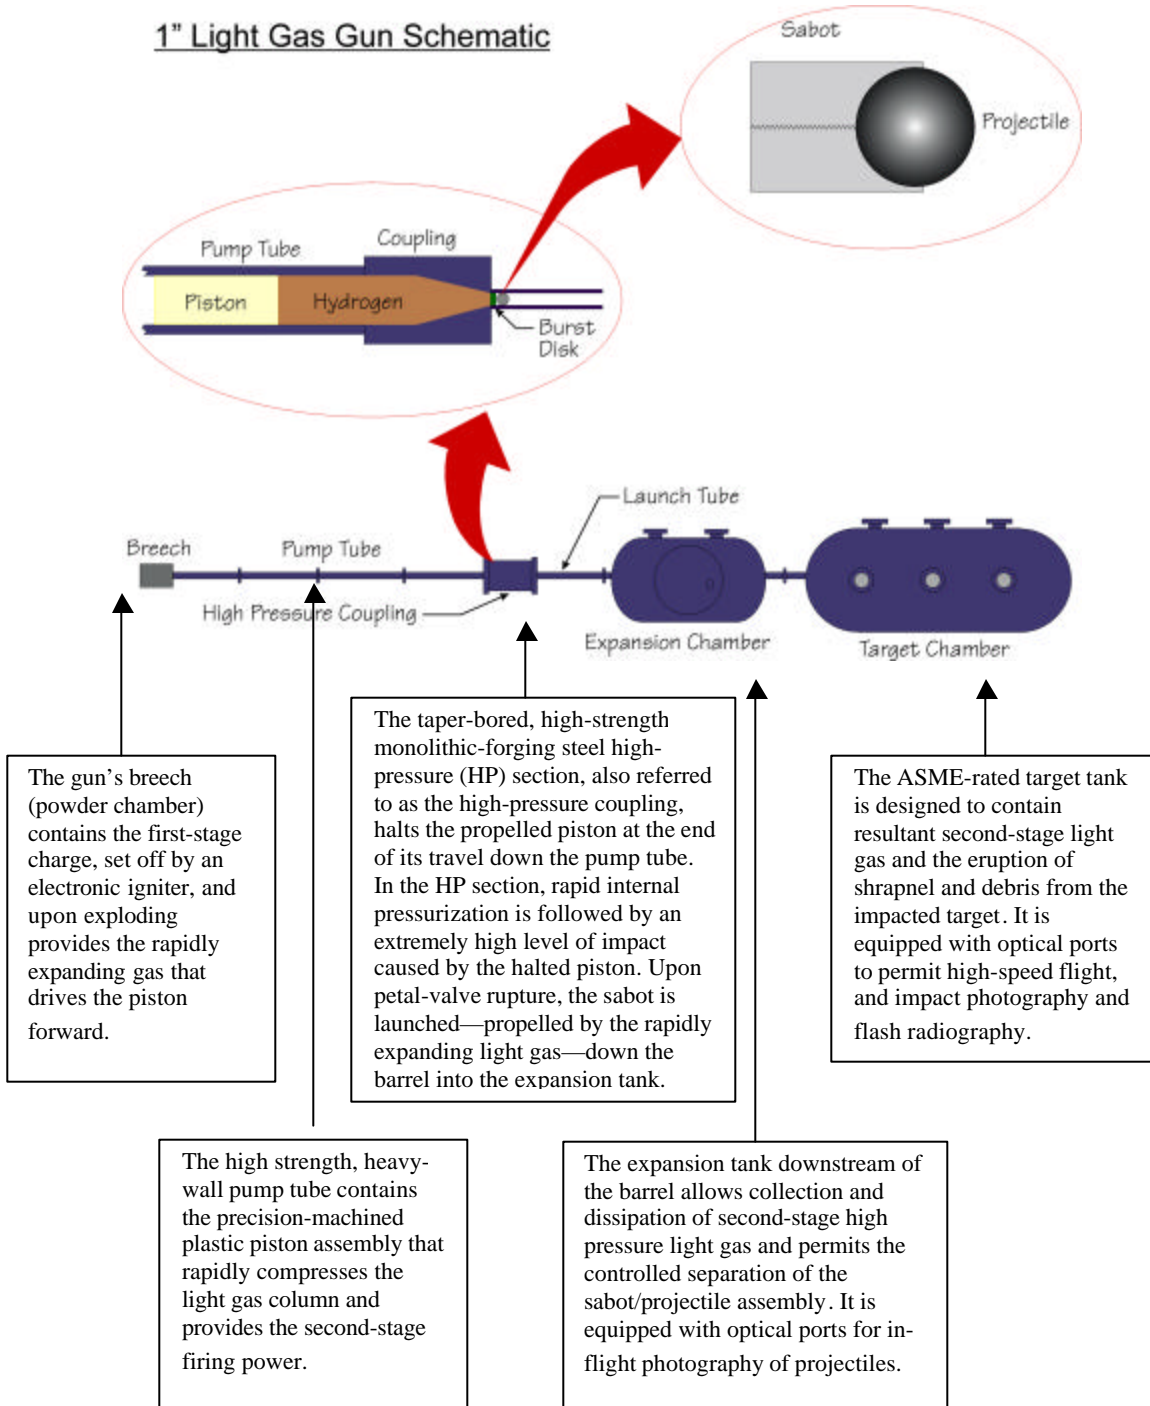 1” Light Gas Gun Schematic
Sabot
Projectile
Pump Tube
Coupling
Piston
Hydrogen
Burst
Disk
Launch Tube
Breech
Pump Tube
High Pressure Coupling
Expansion Chamber
Target Chamber
The gun’s breech
(powder chamber)
contains the first-stage
charge, set off by an
electronic igniter, and
upon exploding
provides the rapidly
expanding gas that
drives the piston
forward.
The taper-bored, high-strength
monolithic-forging steel high-
pressure (HP) section, also referred
to as the high-pressure coupling,
halts the propelled piston at the end
of its travel down the pump tube.
In the HP section, rapid internal
pressurization is followed by an
extremely high level of impact
caused by the halted piston. Upon
petal-valve rupture, the sabot is
launched—propelled by the rapidly
expanding light gas—down the
barrel into the expansion tank.
The ASME-rated target tank
is designed to contain
resultant second-stage light
gas and the eruption of
shrapnel and debris from the
impacted target. It is
equipped with optical ports
to permit high-speed flight,
and impact photography and
flash radiography.
The high strength, heavy-
wall pump tube contains
the precision-machined
plastic piston assembly that
rapidly compresses the
light gas column and
provides the second-stage
firing power.
The expansion tank downstream of
the barrel allows collection and
dissipation of second-stage high
pressure light gas and permits the
controlled separation of the
sabot/projectile assembly. It is
equipped with optical ports for in-
flight photography of projectiles.